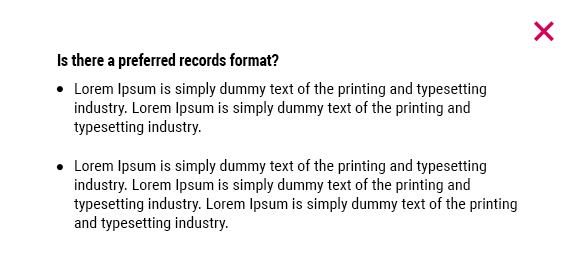 Is there a preferred records format?
• Lorem Ipsum is simply dummy text of the printing and typesetting
industry. Lorem Ipsum is simply dummy text of the printing and
typesetting industry.
• Lorem Ipsum is simply dummy text of the printing and typesetting
industry. Lorem Ipsum is simply dummy text of the printing and
typesetting industry. Lorem Ipsum is simply dummy text of the printing
and typesetting industry.